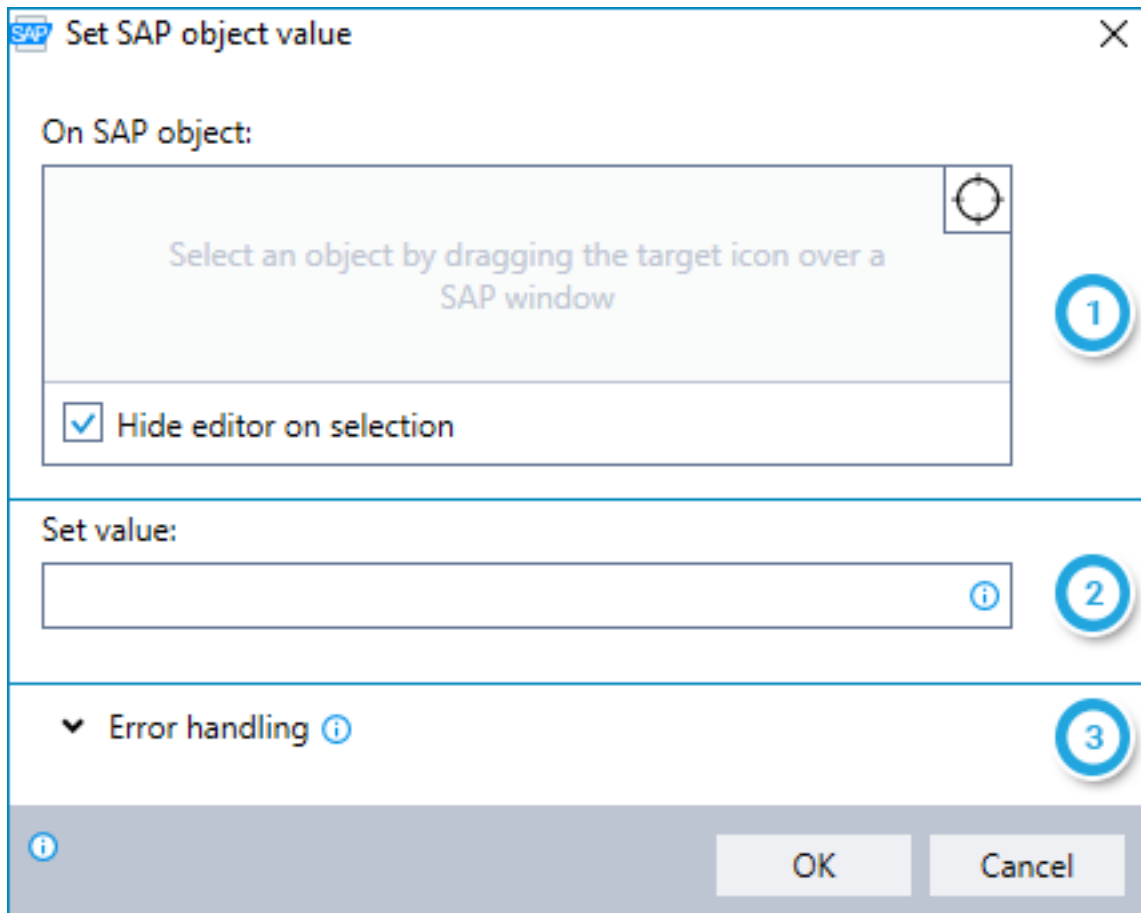 SAP Set SAP object value
On SAP object:
Select an object by dragging the target icon over a
SAP window
1
Hide editor on selection
Set value:
2
Error handling
3
OK Cancel